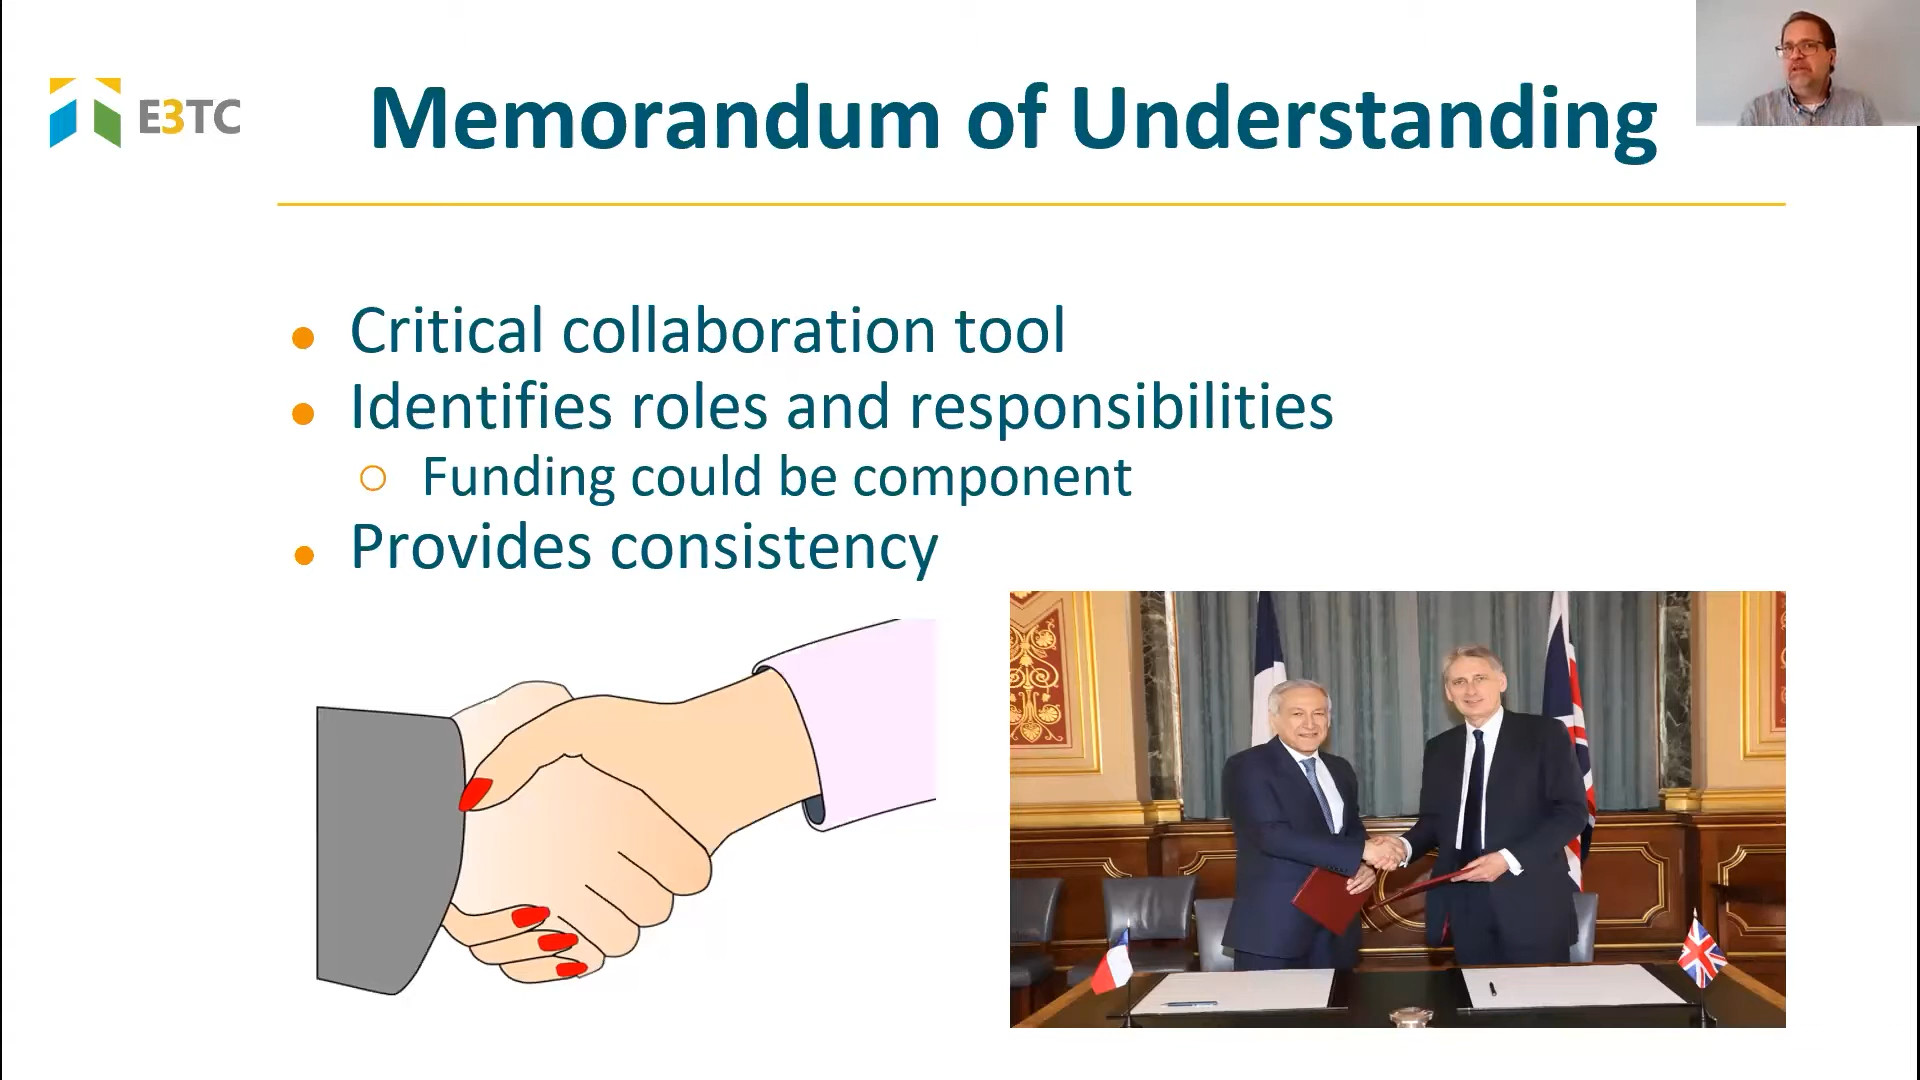 E3TC
Memorandum of Understanding
Critical collaboration tool
Identifies roles and responsibilities
Funding could be component
Provides consistency